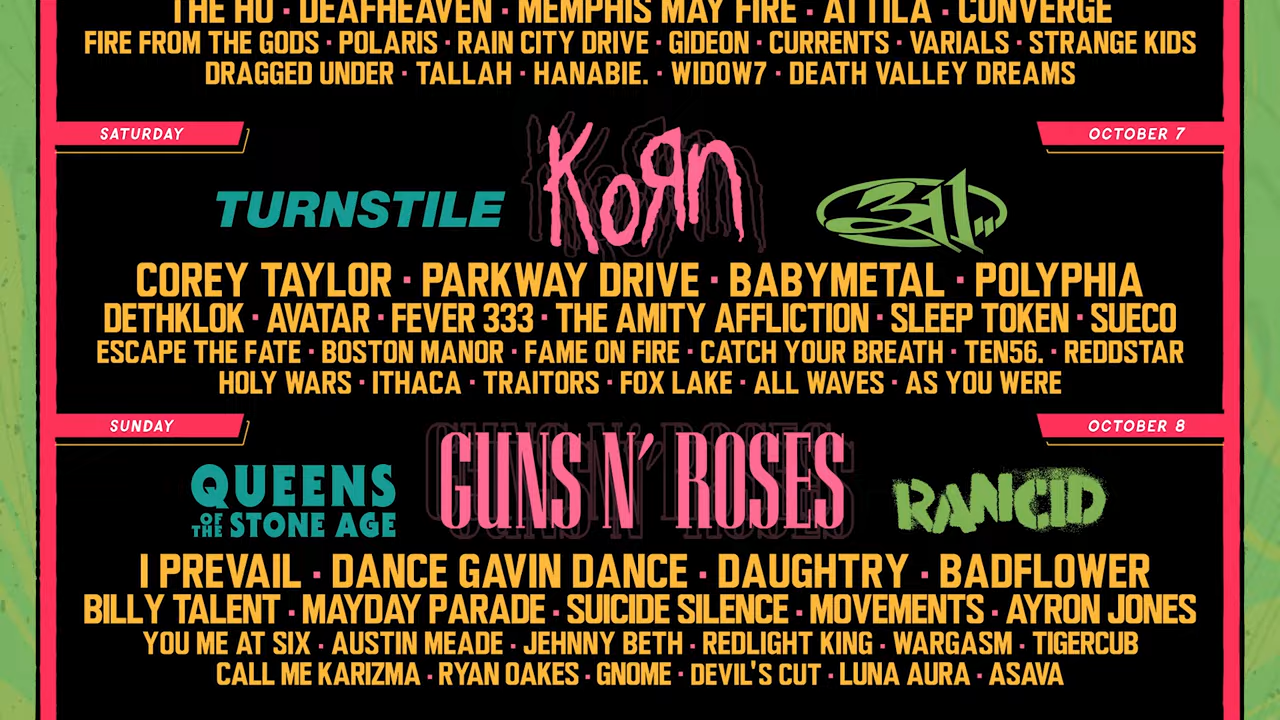 THE HU · DEAFHEAVEN · MEMPHIS MAY FIRE · ATTILA · CONVERGE
FIRE FROM THE GODS · POLARIS · RAIN CITY DRIVE · GIDEON · CURRENTS · VARIALS · STRANGE KIDS
DRAGGED UNDER · TALLAH · HANABIE. · WIDOW7 · DEATH VALLEY DREAMS
SATURDAY
OCTOBER 7
KoRn
TURNSTILE
311
COREY TAYLOR · PARKWAY DRIVE · BABYMETAL · POLYPHIA
DETHKLOK · AVATAR · FEVER 333 · THE AMITY AFFLICTION · SLEEP TOKEN · SUECO
ESCAPE THE FATE · BOSTON MANOR · FAME ON FIRE · CATCH YOUR BREATH · TEN56. · REDDSTAR
HOLY WARS · ITHACA · TRAITORS · FOX LAKE · ALL WAVES · AS YOU WERE
SUNDAY
OCTOBER 8
GUNS N' ROSES
QUEENS
OF THE STONE AGE
RANCID
I PREVAIL · DANCE GAVIN DANCE · DAUGHTRY · BADFLOWER
BILLY TALENT · MAYDAY PARADE · SUICIDE SILENCE · MOVEMENTS · AYRON JONES
YOU ME AT SIX · AUSTIN MEADE · JEHNNY BETH · REDLIGHT KING · WARGASM · TIGERCUB
CALL ME KARIZMA · RYAN OAKES · GNOME · DEVIL'S CUT · LUNA AURA · ASAVA